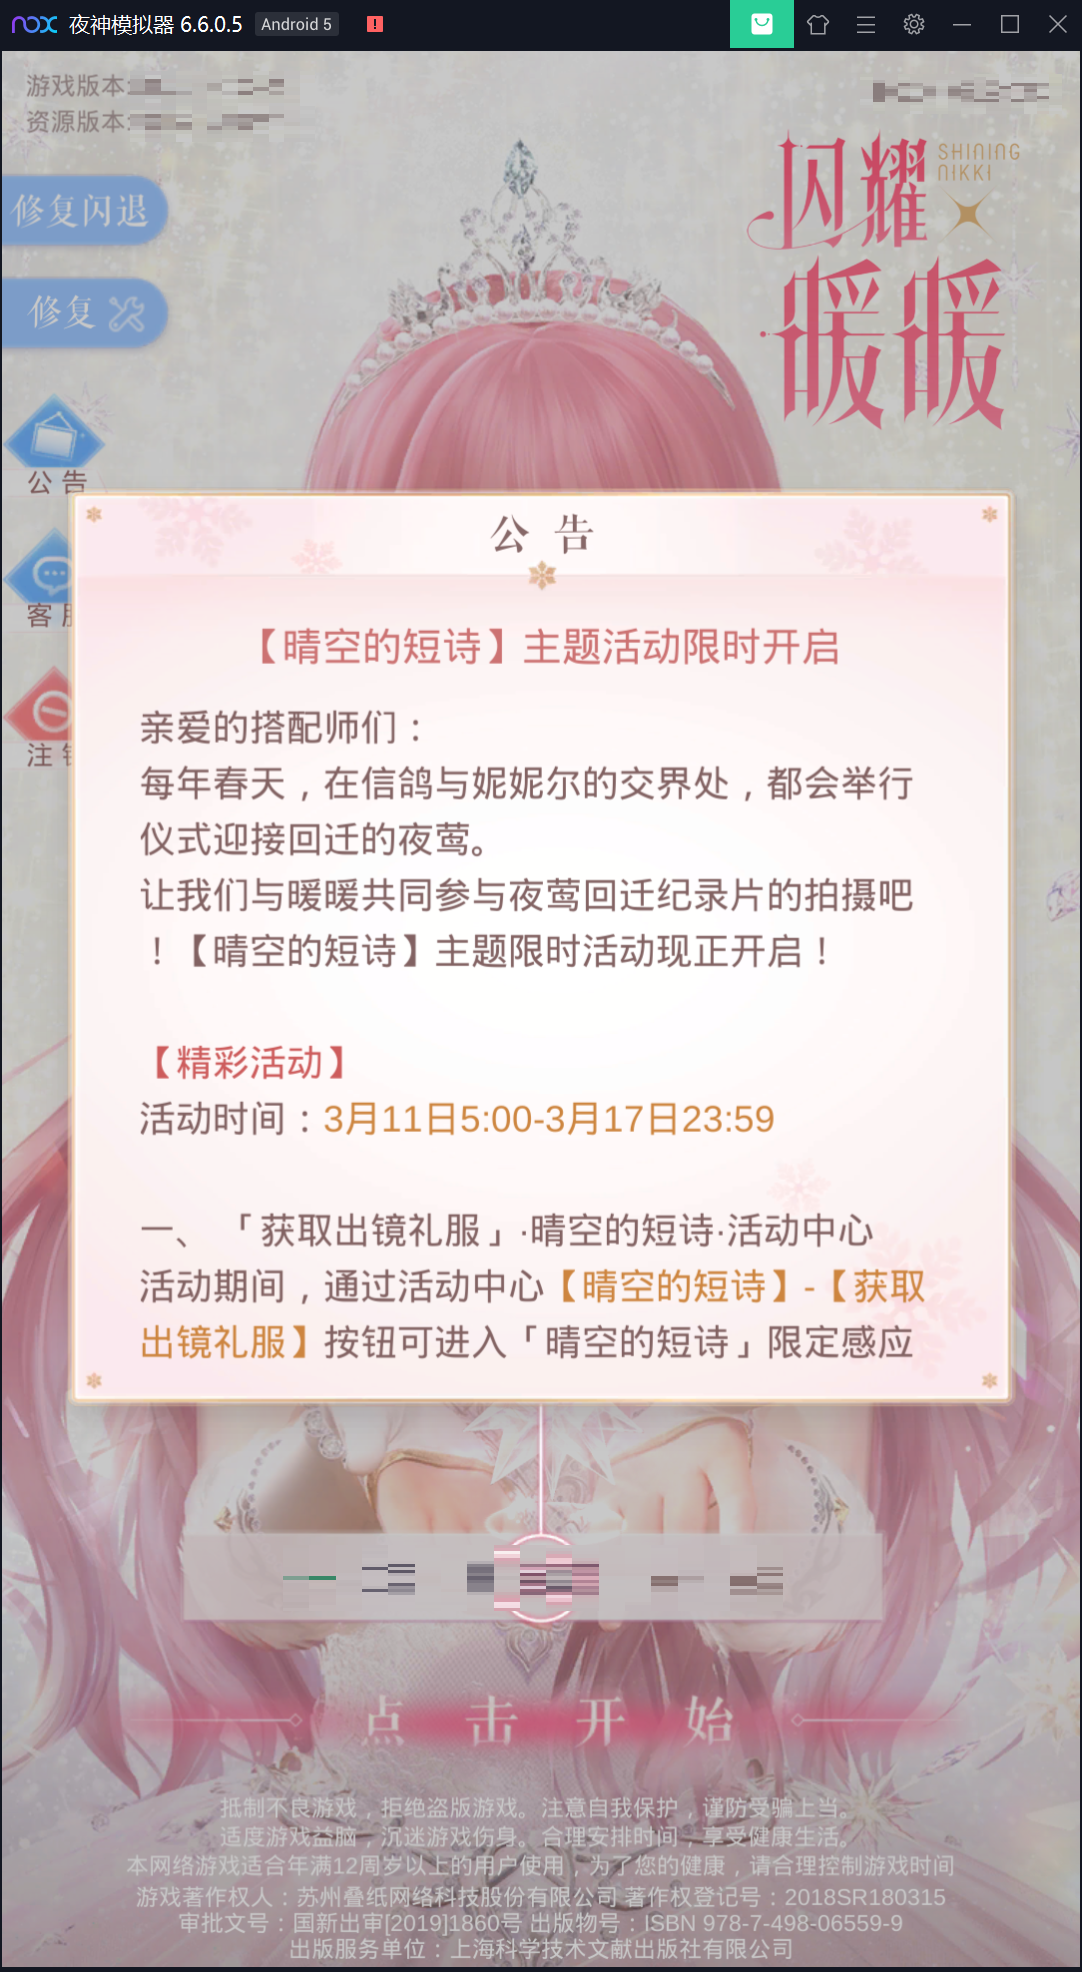 nox 夜神模拟器 6.6.0.5 Android 5
游戏版本:
资源版本:
闪耀暖暖
SHINING
NIKKI
修复闪退
修复
公告
客
注
公告
【晴空的短诗】主题活动限时开启
亲爱的搭配师们：
每年春天，在信鸽与妮妮尔的交界处，都会举行
仪式迎接回迁的夜莺。
让我们与暖暖共同参与夜莺回迁纪录片的拍摄吧
！【晴空的短诗】主题限时活动现正开启！
【精彩活动】
活动时间：3月11日5:00-3月17日23:59
一、「获取出镜礼服」·晴空的短诗·活动中心
活动期间，通过活动中心【晴空的短诗】-【获取
出镜礼服】按钮可进入「晴空的短诗」限定感应
点击开始
抵制不良游戏，拒绝盗版游戏。注意自我保护，谨防受骗上当。
适度游戏益脑，沉迷游戏伤身。合理安排时间，享受健康生活。
本网络游戏适合年满12周岁以上的用户使用，为了您的健康，请合理控制游戏时间
游戏著作权人：苏州叠纸网络科技股份有限公司 著作权登记号：2018SR180315
审批文号：国新出审[2019]1860号 出版物号：ISBN 978-7-498-06559-9
出版服务单位：上海科学技术文献出版社有限公司